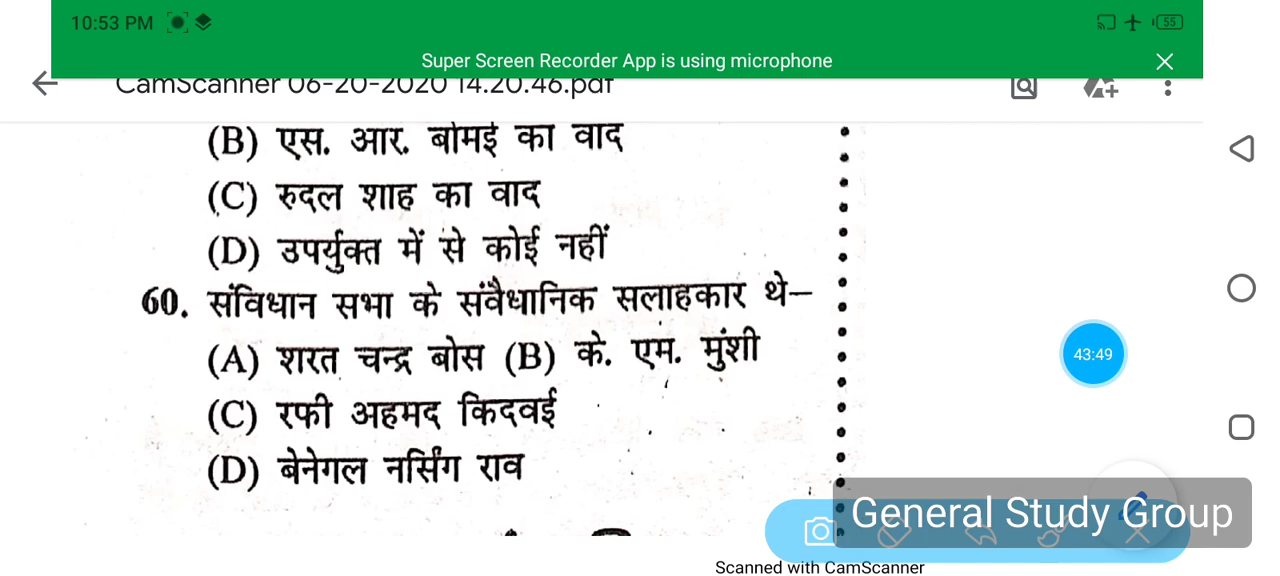 10:53 PM
55
Super Screen Recorder App is using microphone
CamScanner 06-20-2020 14.20.46.pdf
(B) एस. आर. बोमई का वाद
(C) रुदल शाह का वाद
(D) उपर्युक्त में से कोई नहीं
60. संविधान सभा के संवैधानिक सलाहकार थे–
(A) शरत चन्द्र बोस (B) के. एम. मुंशी
43:49
(C) रफी अहमद किदवई
(D) बेनेगल नर्सिंग राव
General Study Group
Scanned with CamScanner